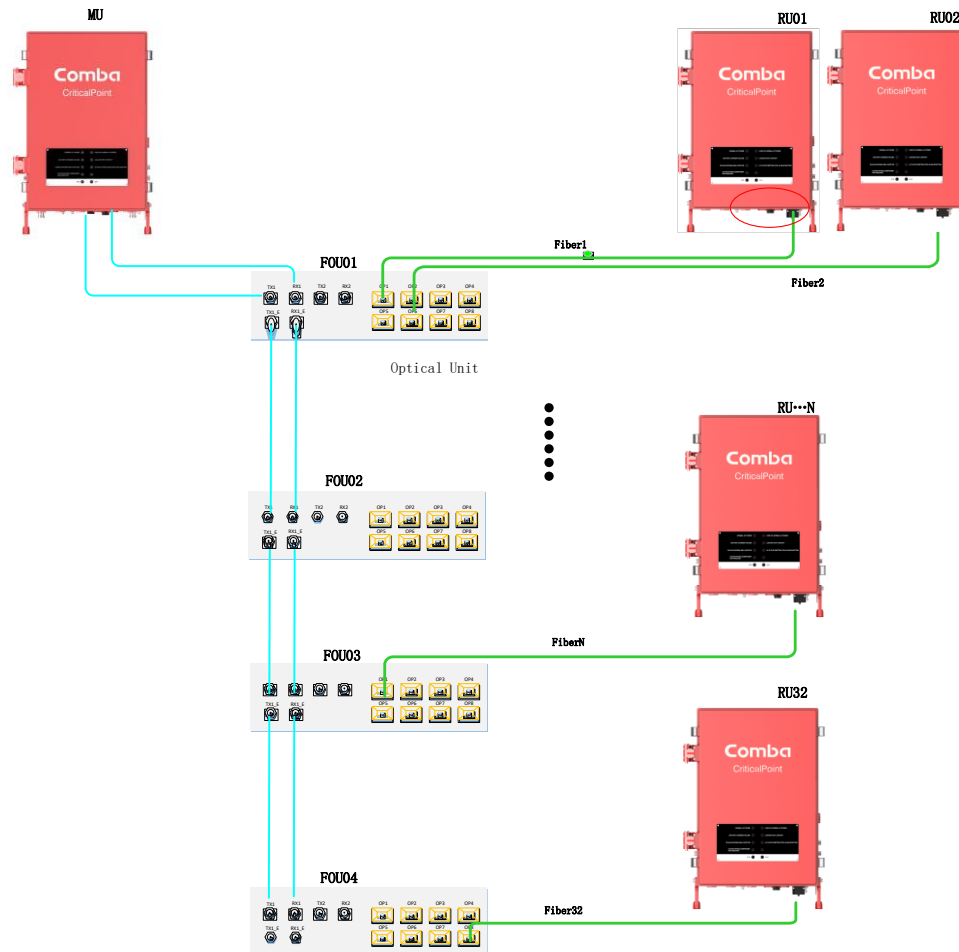 MU
RU01
RU02
Comba
CriticalPoint
Comba
CriticalPoint
Comba
CriticalPoint
Fiber1
Fiber2
FOU01
TX1 RX1 TX2 RX2 OP1 OP2 OP3 OP4
TX1_E RX1_E OP5 OP6 OP7 OP8
Optical Unit
RU···N
Comba
CriticalPoint
FOU02
TX1 RX1 TX2 RX2 OP1 OP2 OP3 OP4
TX1_E RX1_E OP5 OP6 OP7 OP8
FiberN
FOU03
OP1 OP2 OP3 OP4
TX1_E RX1_E OP5 OP6 OP7 OP8
RU32
Comba
CriticalPoint
FOU04
TX1 RX1 TX2 RX2 OP1 OP2 OP3 OP4
TX1_E RX1_E OP5 OP6 OP7 OP8
Fiber32